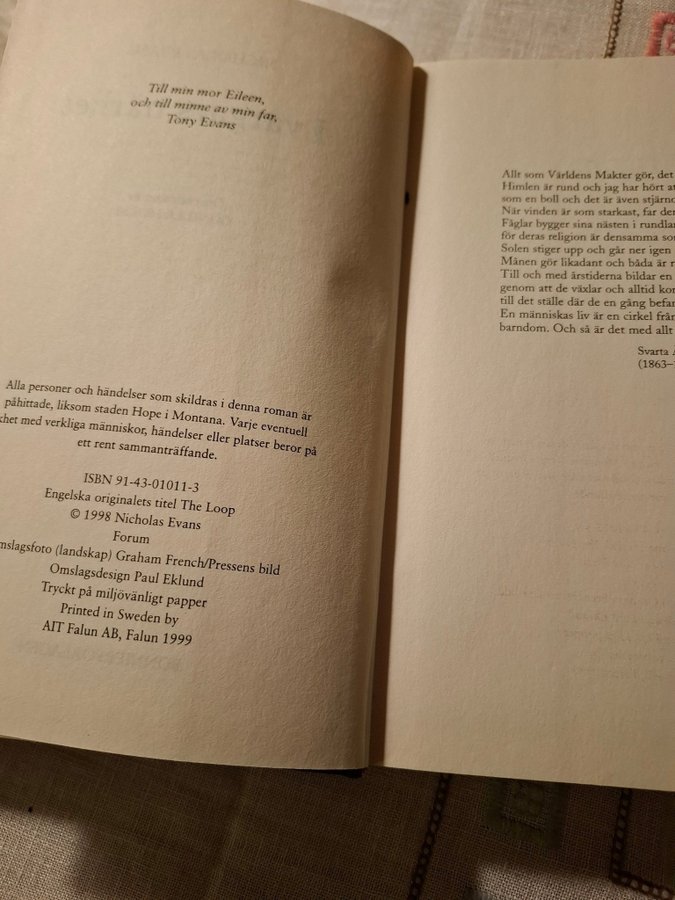 Till min mor Eileen,
och till minne av min far,
Tony Evans
Alla personer och händelser som skildras i denna roman är
påhittade, liksom staden Hope i Montana. Varje eventuell
khet med verkliga människor, händelser eller platser beror på
ett rent sammanträffande.
ISBN 91-43-01011-3
Engelska originalets titel The Loop
© 1998 Nicholas Evans
Forum
mslagsfoto (landskap) Graham French/Pressens bild
Omslagsdesign Paul Eklund
Tryckt på miljövänligt papper
Printed in Sweden by
AIT Falun AB, Falun 1999
Allt som Världens Makter gör, det
Himlen är rund och jag har hört at
som en boll och det är även stjärno
När vinden är som starkast, far den
Fåglar bygger sina nästen i rundlar
för deras religion är densamma so
Solen stiger upp och går ner igen
Månen gör likadant och båda är r
Till och med årstiderna bildar en
genom att de växlar och alltid kor
till det ställe där de en gång befa
En människas liv är en cirkel från
barndom. Och så är det med allt
Svarta
(1863–